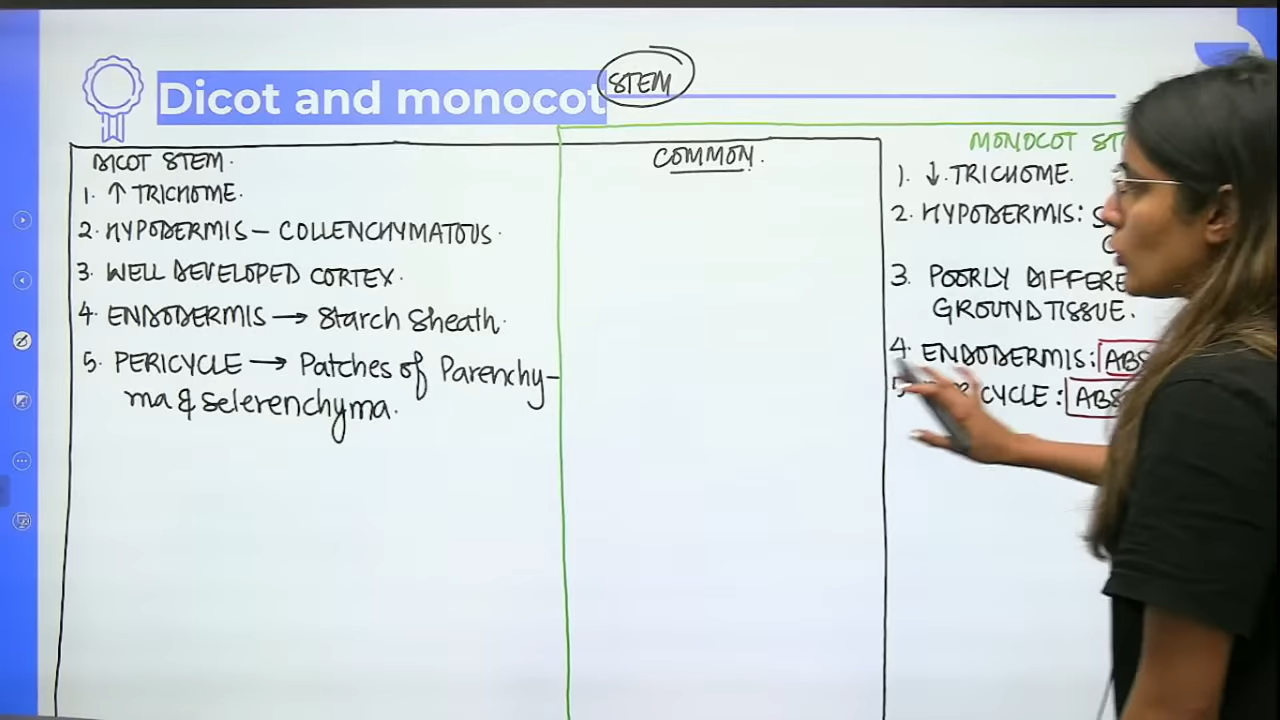 Dicot and monocot STEM
DICOT STEM.
1. ↑ TRICHOME.
2. HYPODERMIS – COLLENCHYMATOUS.
3. WELL DEVELOPED CORTEX.
4. ENDODERMIS → Starch Sheath.
5. PERICYCLE → Patches of Parenchy-
ma & Sclerenchyma.
COMMON.
MONOCOT
1. ↓ TRICHOME.
2. HYPODERMIS:
3. POORLY
GROUND TISSUE.
4. ENDODERMIS: